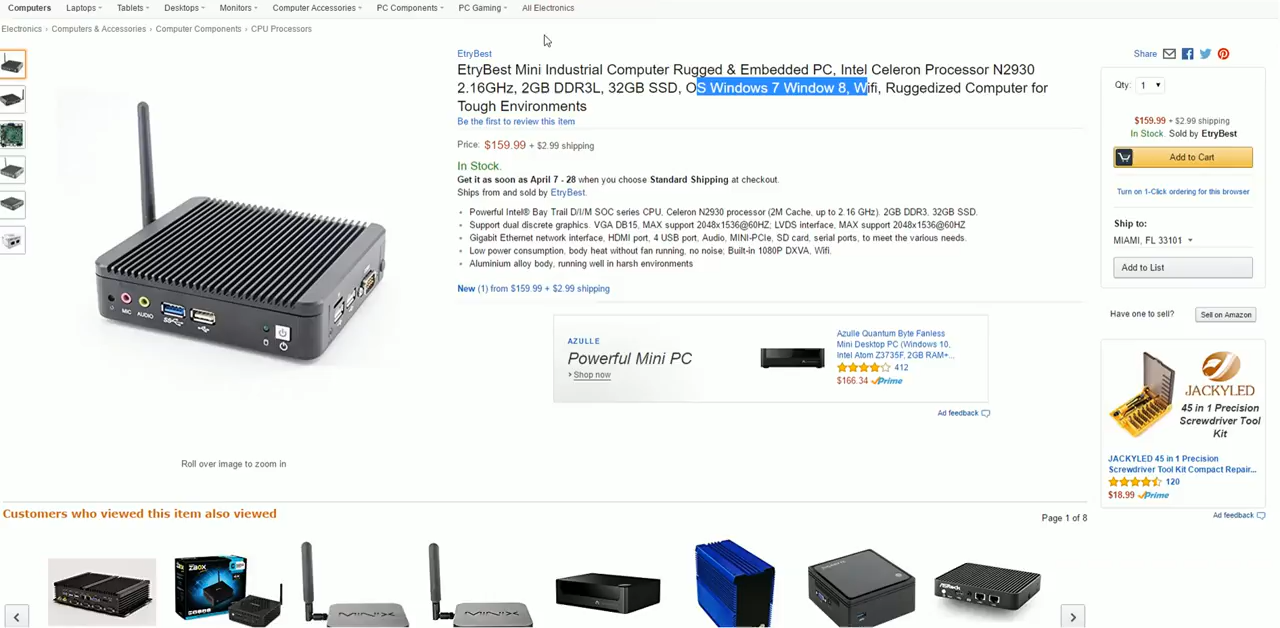 Computers Laptops Tablets Desktops Monitors Computer Accessories PC Components PC Gaming All Electronics
Electronics › Computers & Accessories › Computer Components › CPU Processors
EtryBest
EtryBest Mini Industrial Computer Rugged & Embedded PC, Intel Celeron Processor N2930
2.16GHz, 2GB DDR3L, 32GB SSD, OS Windows 7 Window 8, Wifi, Ruggedized Computer for
Tough Environments
Be the first to review this item
Price: $159.99 + $2.99 shipping
In Stock.
Get it as soon as April 7 - 28 when you choose Standard Shipping at checkout.
Ships from and sold by EtryBest.
• Powerful Intel® Bay Trail D/I/M SOC series CPU, Celeron N2930 processor (2M Cache, up to 2.16 GHz). 2GB DDR3, 32GB SSD.
• Support dual discrete graphics. VGA DB15, MAX support 2048x1536@60HZ; LVDS interface, MAX support 2048x1536@60HZ
• Gigabit Ethernet network interface, HDMI port, 4 USB port, Audio, MINI-PCIe, SD card, serial ports, to meet the various needs.
• Low power consumption, body heat without fan running, no noise; Built-in 1080P DXVA, Wifi.
• Aluminium alloy body, running well in harsh environments
New (1) from $159.99 + $2.99 shipping
MIC AUDIO
Roll over image to zoom in
AZULLE
Powerful Mini PC
Shop now
Azulle Quantum Byte Fanless
Mini Desktop PC (Windows 10,
Intel Atom Z3735F, 2GB RAM+...
412
$166.34 Prime
Ad feedback
Share
Qty: 1
$159.99 + $2.99 shipping
In Stock. Sold by EtryBest
Add to Cart
Turn on 1-Click ordering for this browser
Ship to:
MIAMI, FL 33101
Add to List
Have one to sell? Sell on Amazon
JACKYLED
45 in 1 Precision
Screwdriver Tool
Kit
JACKYLED 45 in 1 Precision
Screwdriver Tool Kit Compact Repair...
120
$18.99 Prime
Ad feedback
Customers who viewed this item also viewed
Page 1 of 8
ZBOX
MINIX
MINIX